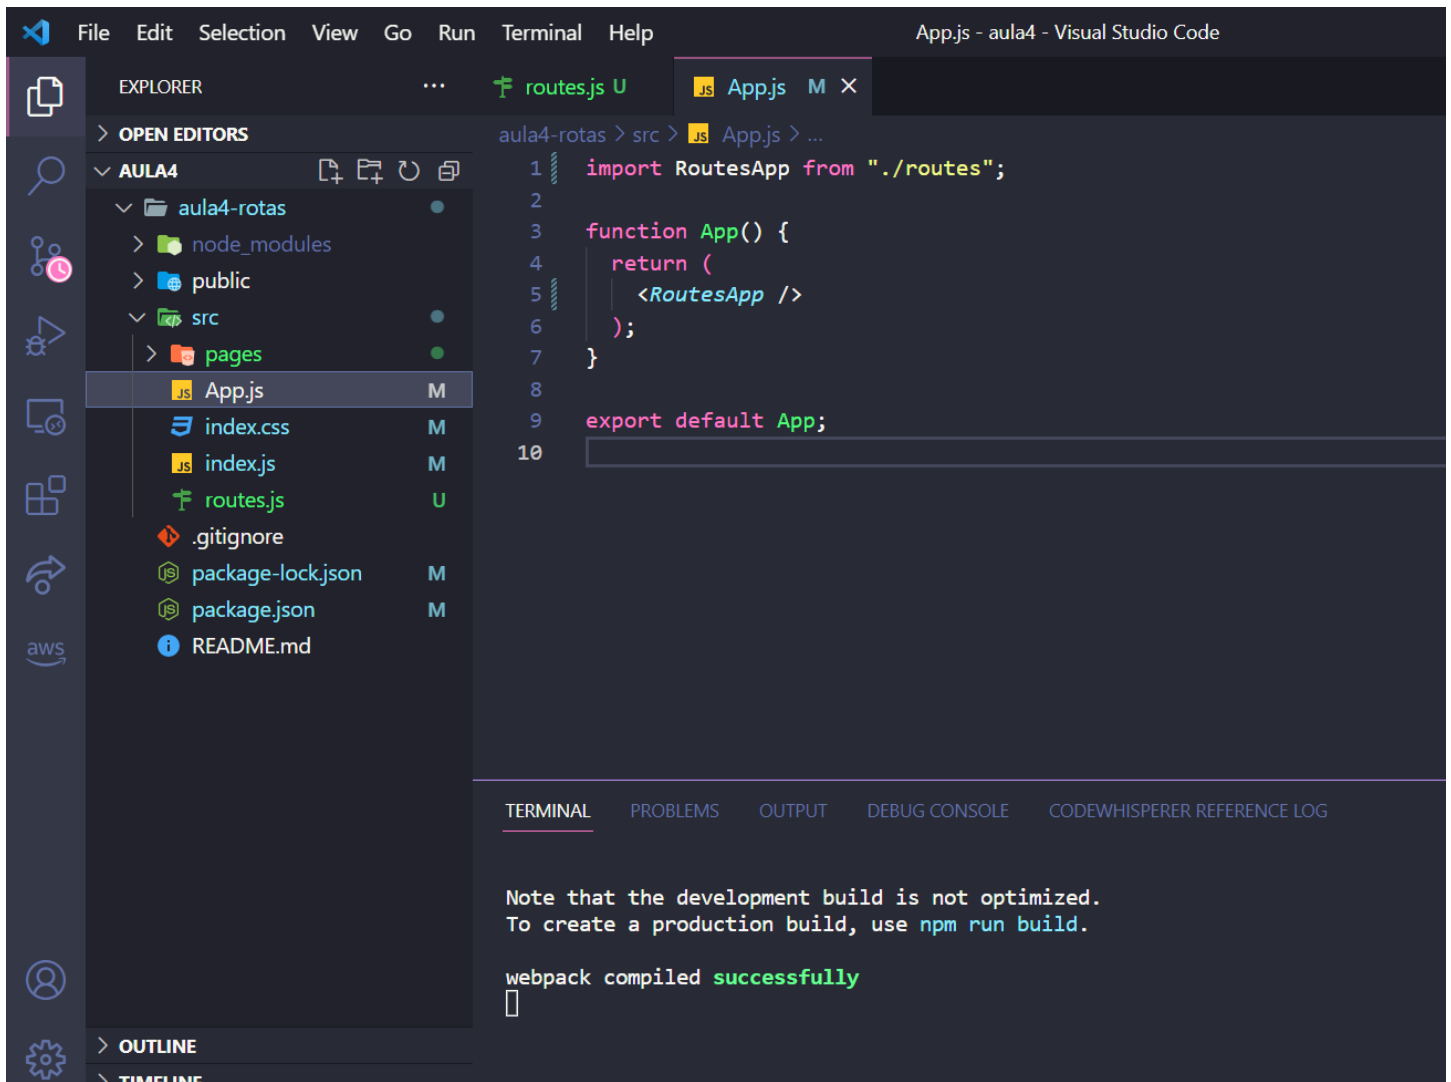 File Edit Selection View Go Run Terminal Help App.js - aula4 - Visual Studio Code
EXPLORER ...
OPEN EDITORS
AULA4
aula4-rotas
node_modules
public
src
pages
App.js M
index.css M
index.js M
routes.js U
.gitignore
package-lock.json M
package.json M
README.md
OUTLINE
TIMELINE
aws
routes.js U
JS App.js M
aula4-rotas > src > JS App.js > ...
1 import RoutesApp from "./routes";
2
3 function App() {
4 return (
5 <RoutesApp />
6 );
7 }
8
9 export default App;
10
TERMINAL PROBLEMS OUTPUT DEBUG CONSOLE CODEWHISPERER REFERENCE LOG
Note that the development build is not optimized.
To create a production build, use npm run build.
webpack compiled successfully